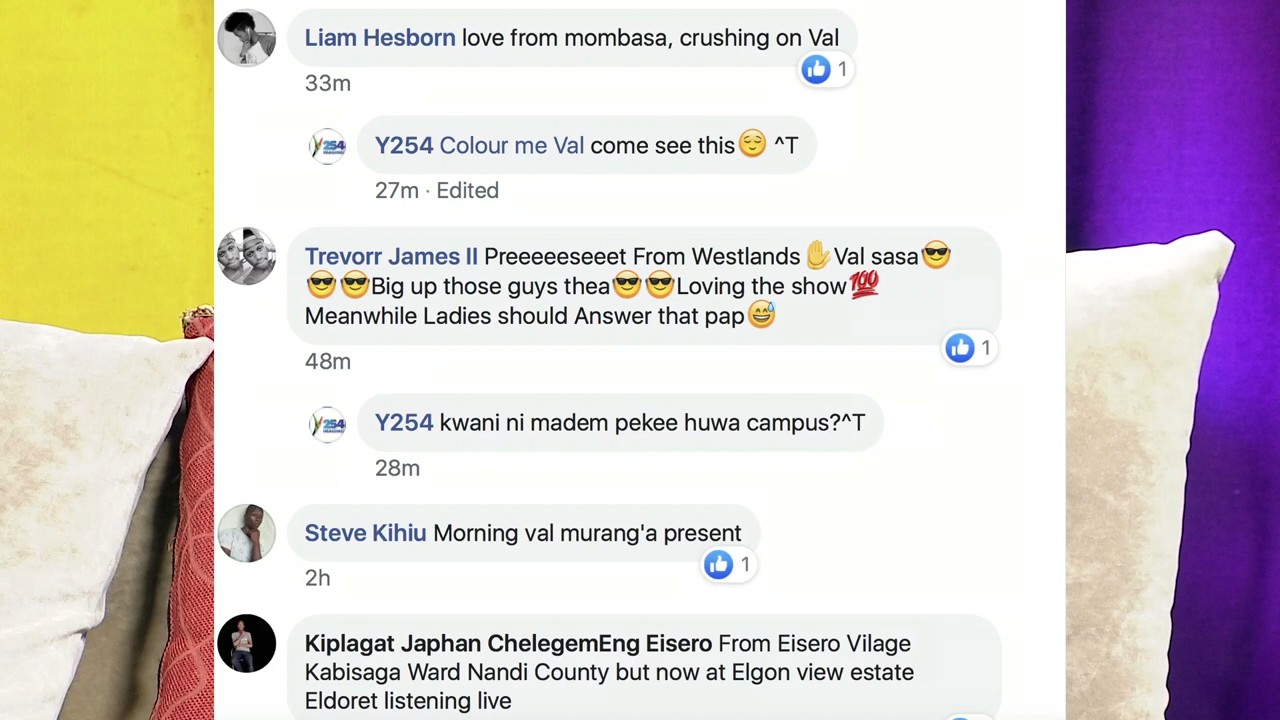 Liam Hesborn love from mombasa, crushing on Val
1
33m
Y254 Colour me Val come see this😌 ^T
27m · Edited
Trevorr James II Preeeeeseeet From Westlands✋Val sasa😎
😎😎Big up those guys thea😎😎Loving the show💯
Meanwhile Ladies should Answer that pap😅
1
48m
Y254 kwani ni madem pekee huwa campus?^T
28m
Steve Kihiu Morning val murang'a present
1
2h
Kiplagat Japhan ChelegemEng Eisero From Eisero Vilage
Kabisaga Ward Nandi County but now at Elgon view estate
Eldoret listening live